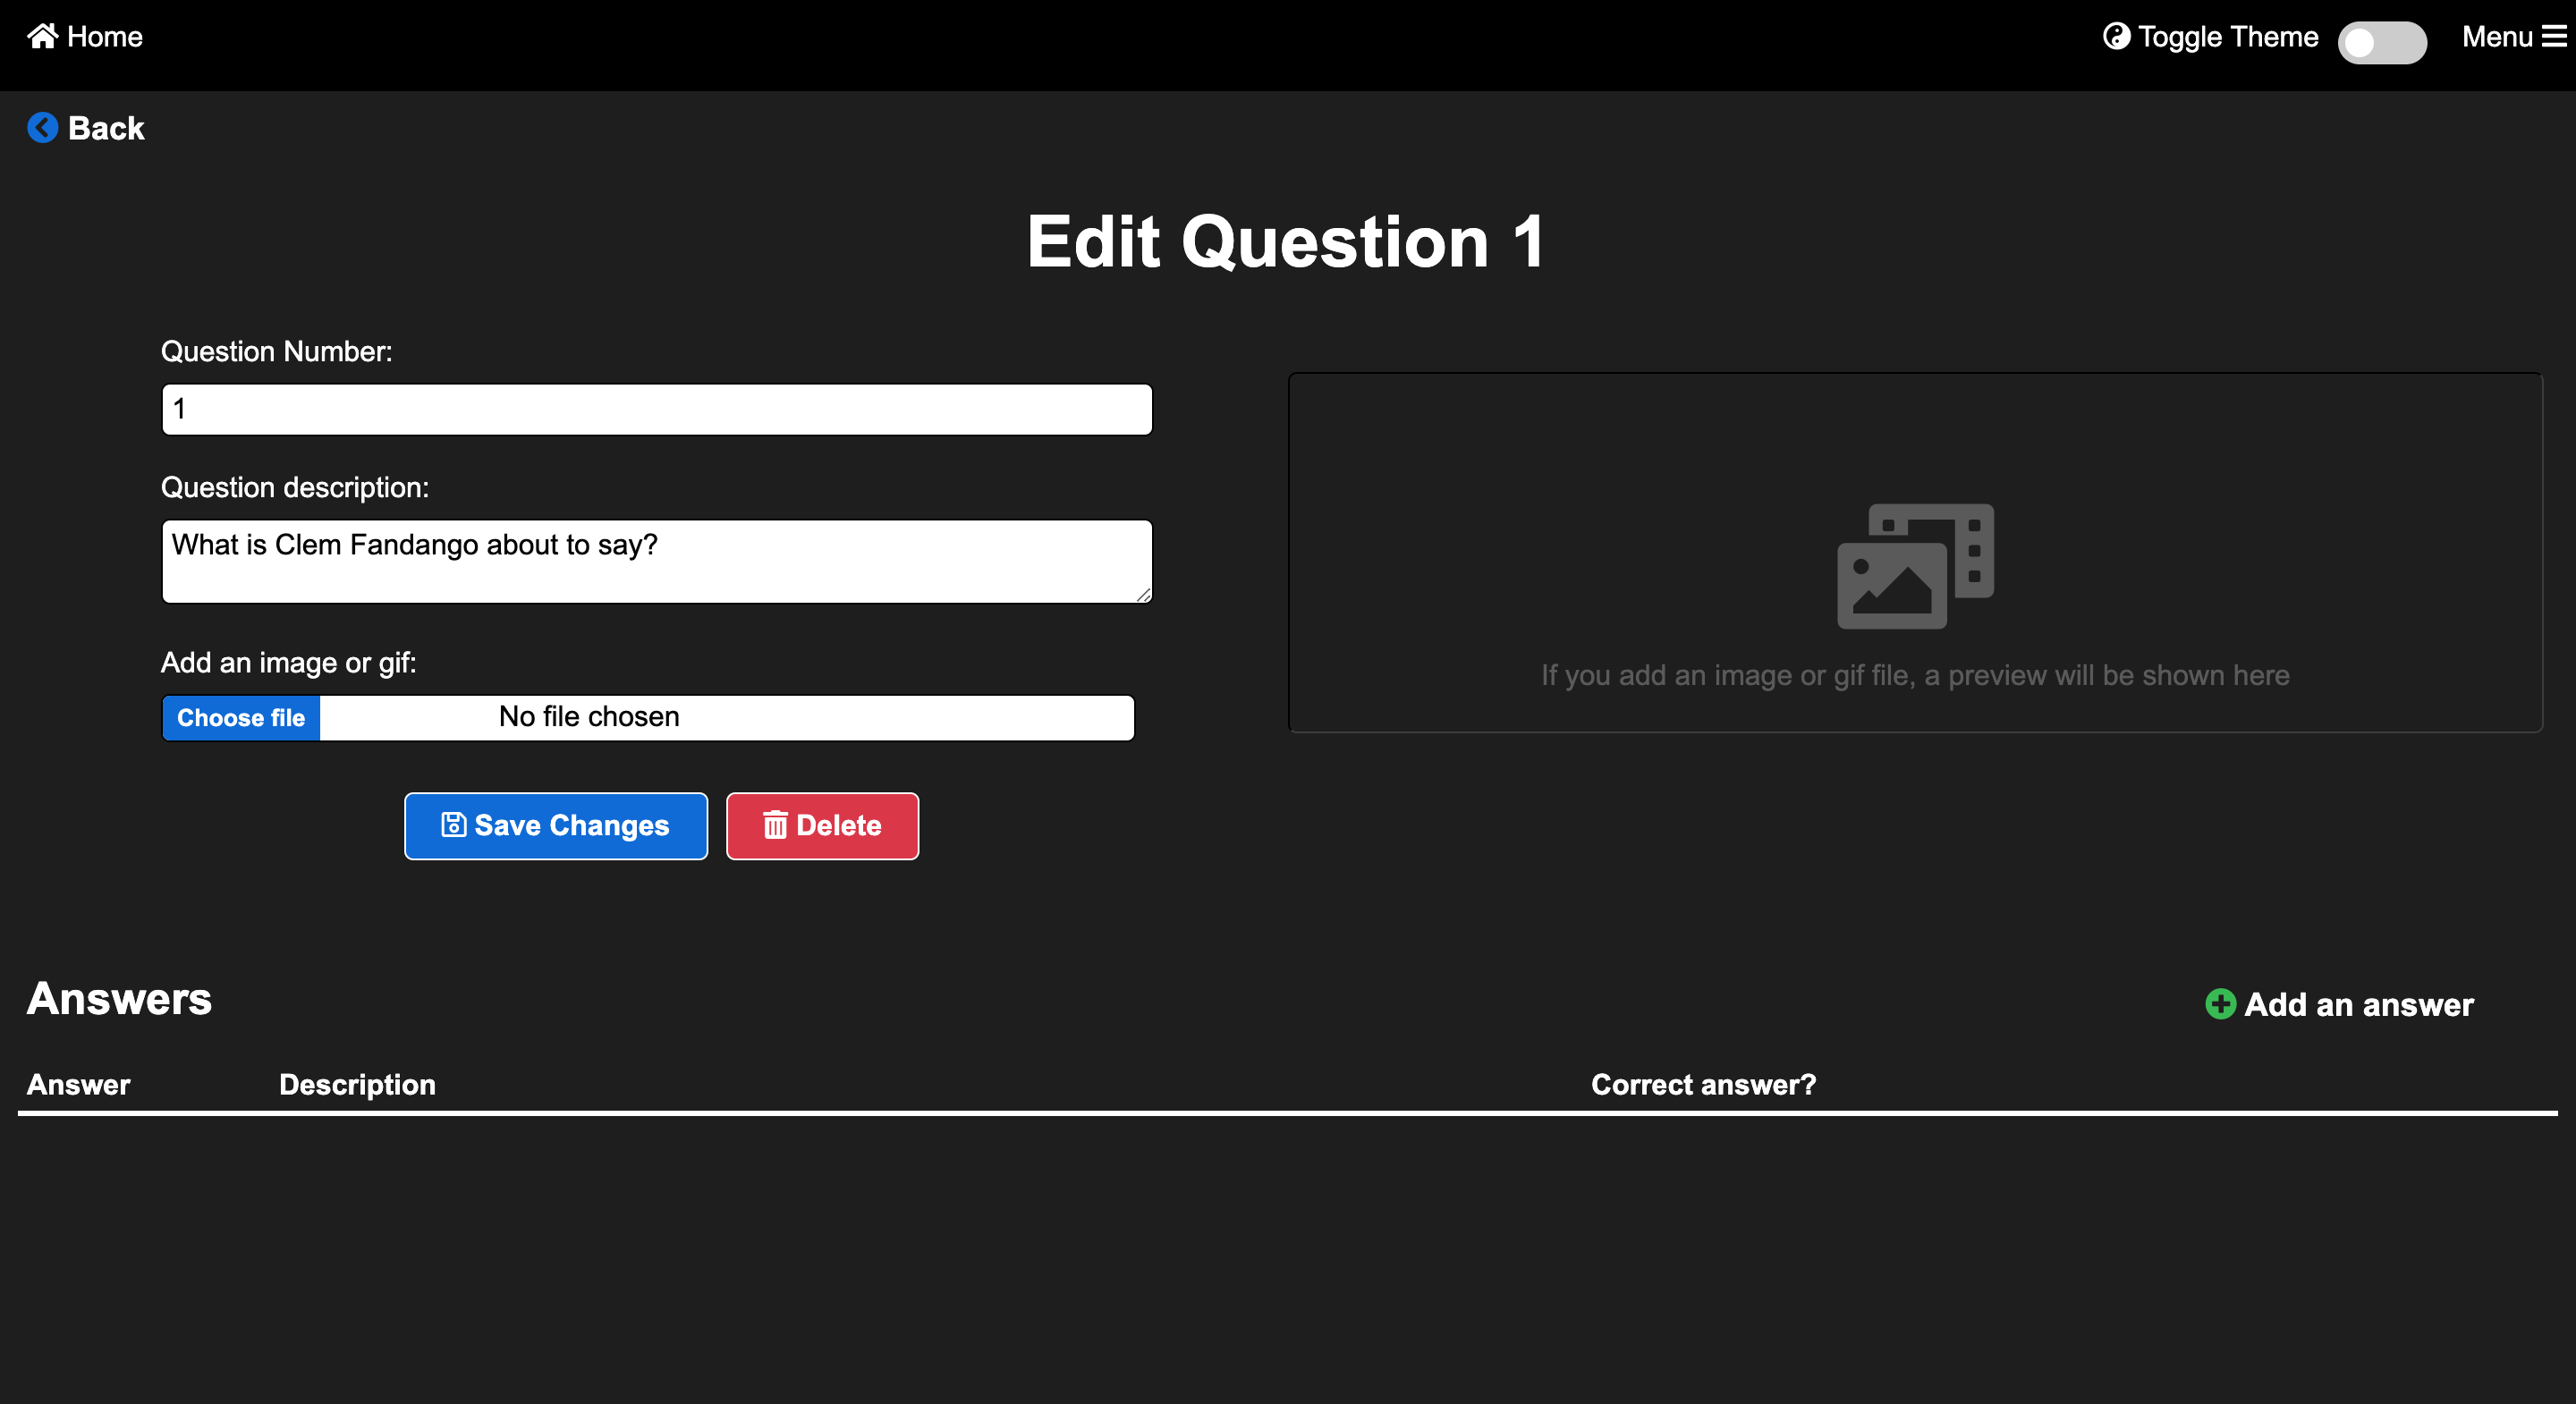 Home
Toggle Theme
Menu
Back
Edit Question 1
Question Number:
1
Question description:
What is Clem Fandango about to say?
Add an image or gif:
Choose file No file chosen
If you add an image or gif file, a preview will be shown here
Save Changes
Delete
Answers
Add an answer
Answer Description Correct answer?